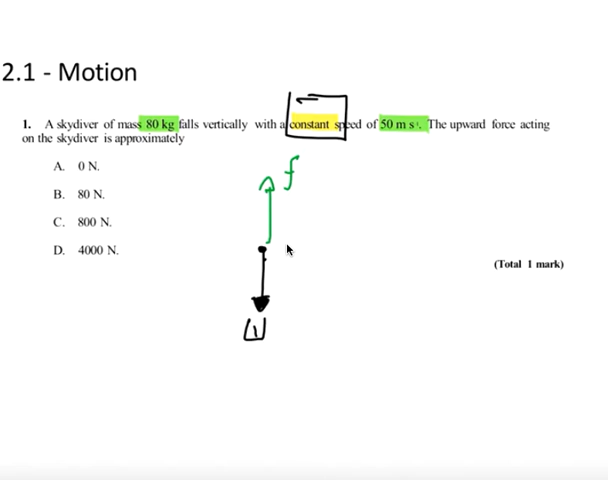 2.1 - Motion
1. A skydiver of mass 80 kg falls vertically with a constant speed of 50 m s⁻¹. The upward force acting
on the skydiver is approximately
A. 0 N.
B. 80 N.
C. 800 N.
D. 4000 N.
(Total 1 mark)
f
W